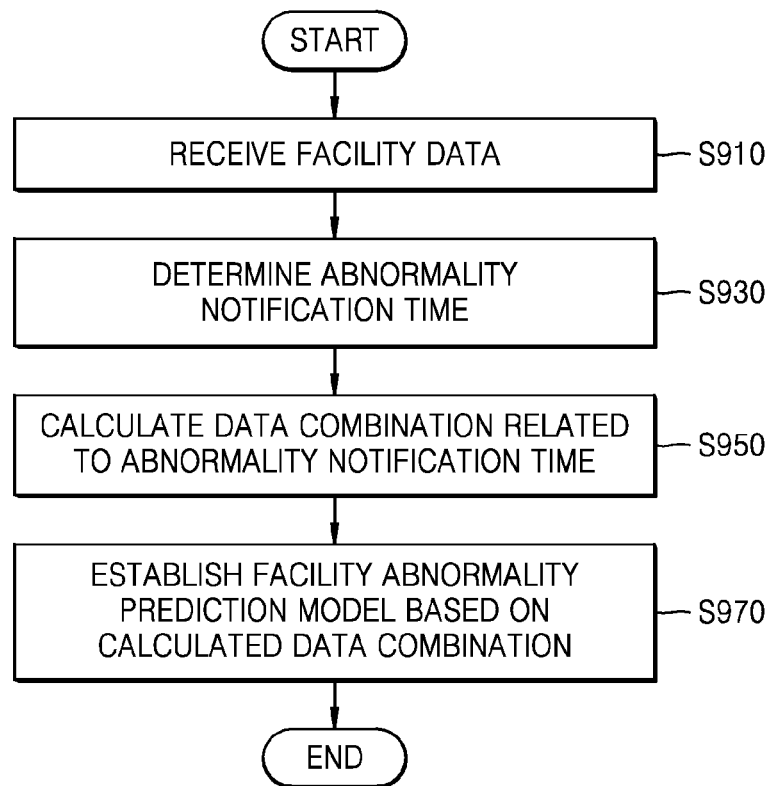 START
RECEIVE FACILITY DATA
S910
DETERMINE ABNORMALITY
NOTIFICATION TIME
S930
CALCULATE DATA COMBINATION RELATED
TO ABNORMALITY NOTIFICATION TIME
S950
ESTABLISH FACILITY ABNORMALITY
PREDICTION MODEL BASED ON
CALCULATED DATA COMBINATION
S970
END